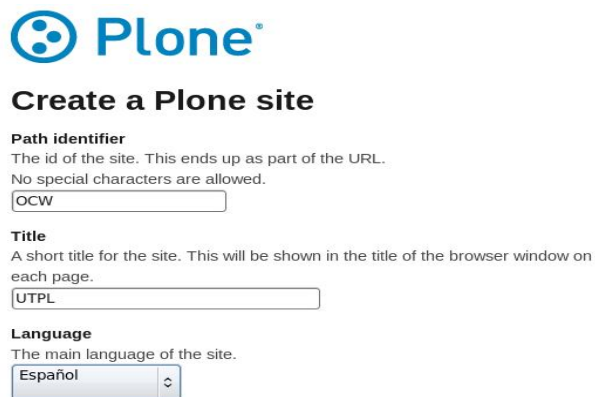 Plone®
Create a Plone site
Path identifier
The id of the site. This ends up as part of the URL.
No special characters are allowed.
OCW
Title
A short title for the site. This will be shown in the title of the browser window on
each page.
UTPL
Language
The main language of the site.
Español